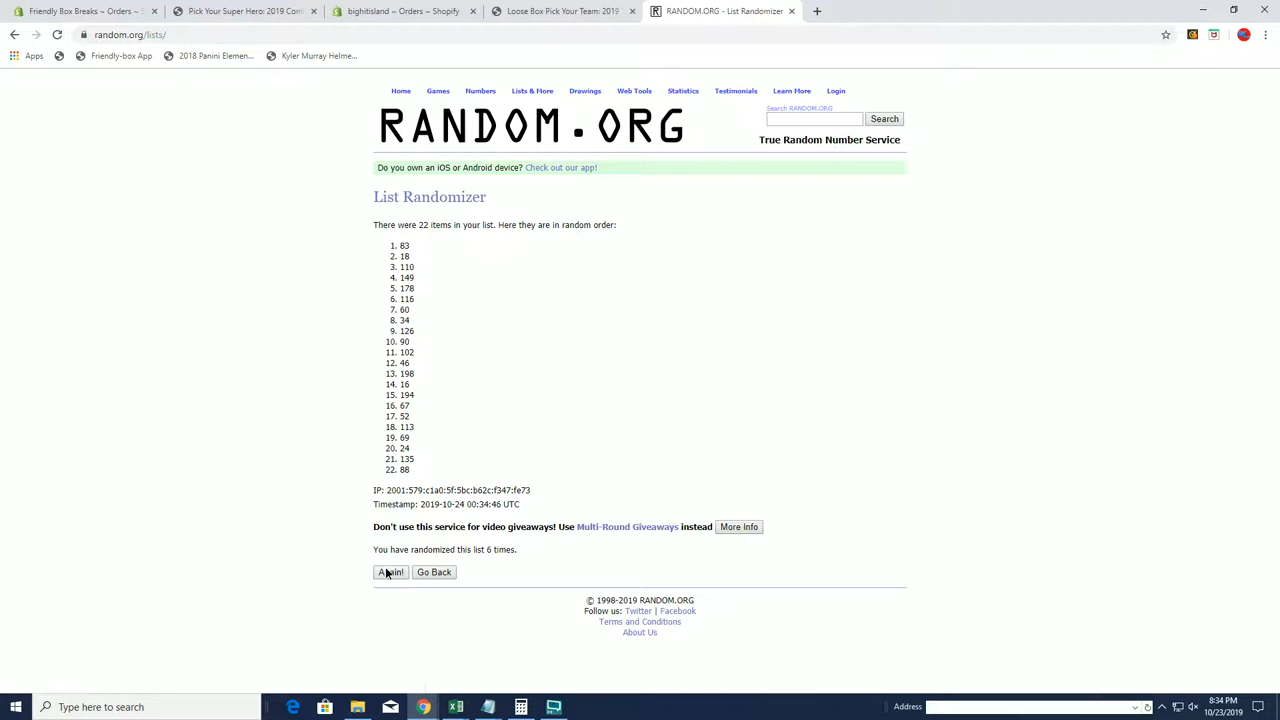 Friendly Box Breaks ~ Orders ~ S
Pick Your Super Hero: 2019 Comi
bighitisland ~ Orders ~ Shopify
Loose Box Pick Your Team: 2019
RANDOM.ORG - List Randomizer
random.org/lists/
Apps
Friendly-box App
2018 Panini Elemen...
Kyler Murray Helme...
Home Games Numbers Lists & More Drawings Web Tools Statistics Testimonials Learn More Login
RANDOM.ORG
Search RANDOM.ORG
Search
True Random Number Service
Do you own an iOS or Android device? Check out our app!
List Randomizer
There were 22 items in your list. Here they are in random order:
1. 83
2. 18
3. 110
4. 149
5. 178
6. 116
7. 60
8. 34
9. 126
10. 90
11. 102
12. 46
13. 198
14. 16
15. 194
16. 67
17. 52
18. 113
19. 69
20. 24
21. 135
22. 88
IP: 2001:579:c1a0:5f:5bc:b62c:f347:fe73
Timestamp: 2019-10-24 00:34:46 UTC
Don't use this service for video giveaways! Use Multi-Round Giveaways instead More Info
You have randomized this list 6 times.
Again! Go Back
© 1998-2019 RANDOM.ORG
Follow us: Twitter | Facebook
Terms and Conditions
About Us
Type here to search
Address
8:34 PM
10/23/2019